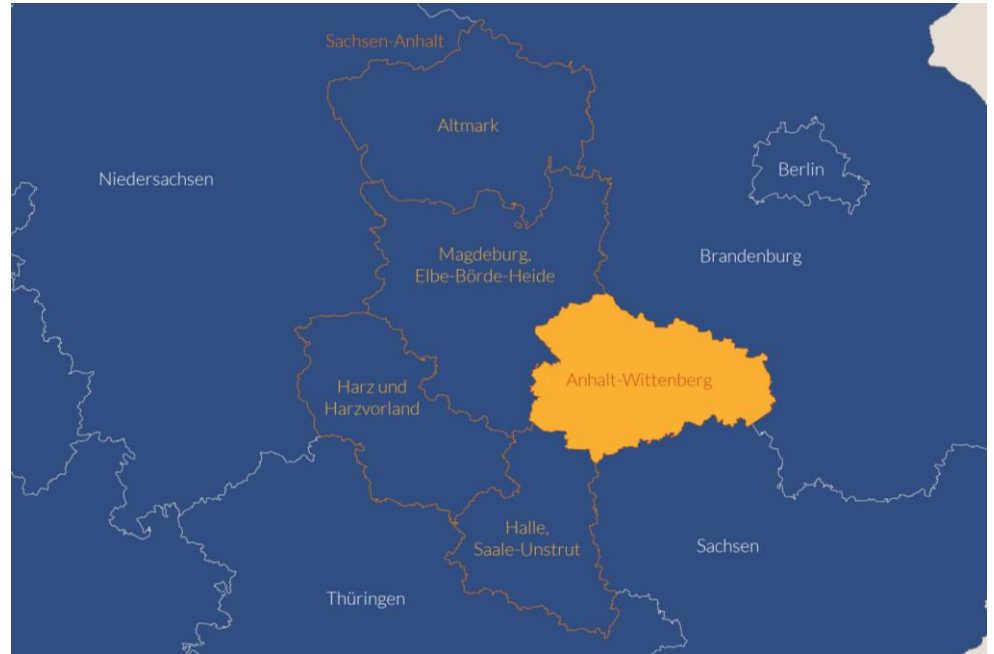 Sachsen-Anhalt
Altmark
Berlin
Niedersachsen
Magdeburg,
Elbe-Börde-Heide
Brandenburg
Anhalt-Wittenberg
Harz und
Harzvorland
Halle,
Saale-Unstrut
Sachsen
Thüringen